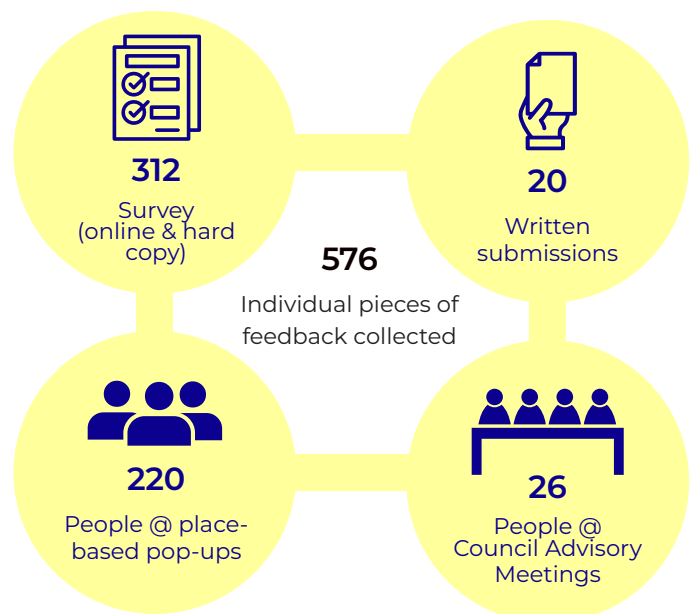 312
Survey
(online & hard
copy)
20
Written
submissions
576
Individual pieces of
feedback collected
220
People @ place-
based pop-ups
26
People @
Council Advisory
Meetings